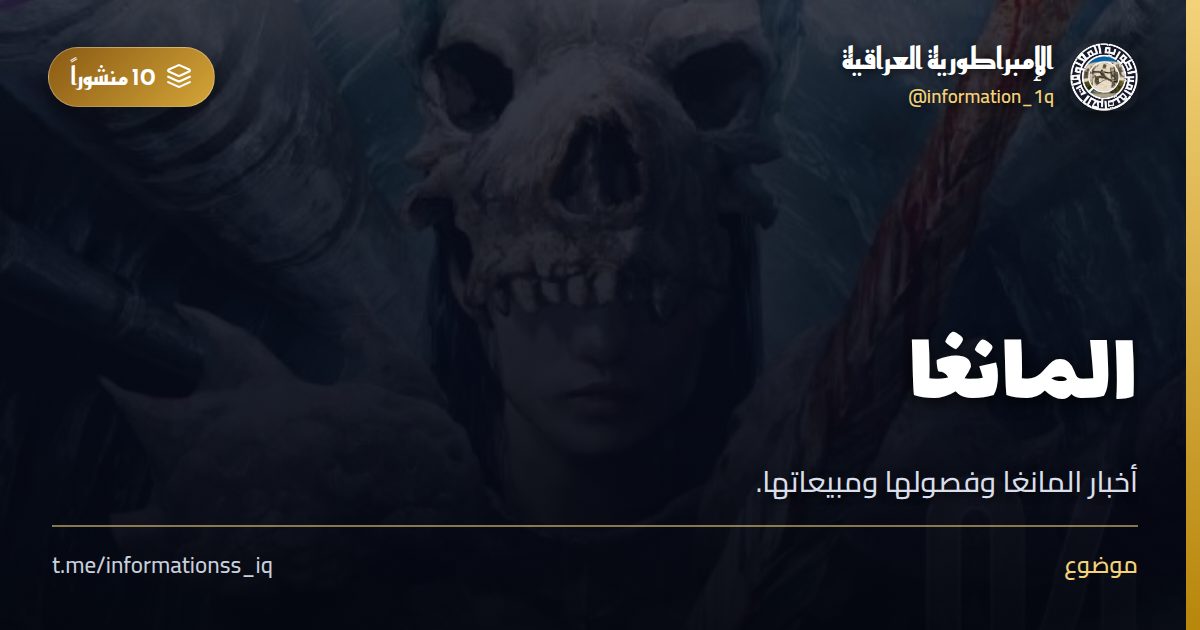 الإمبراطورية العراقية
@information_1q
10 منشوراً
المانغا
أخبار المانغا وفصولها ومبيعاتها.
موضوع
t.me/informationss_iq